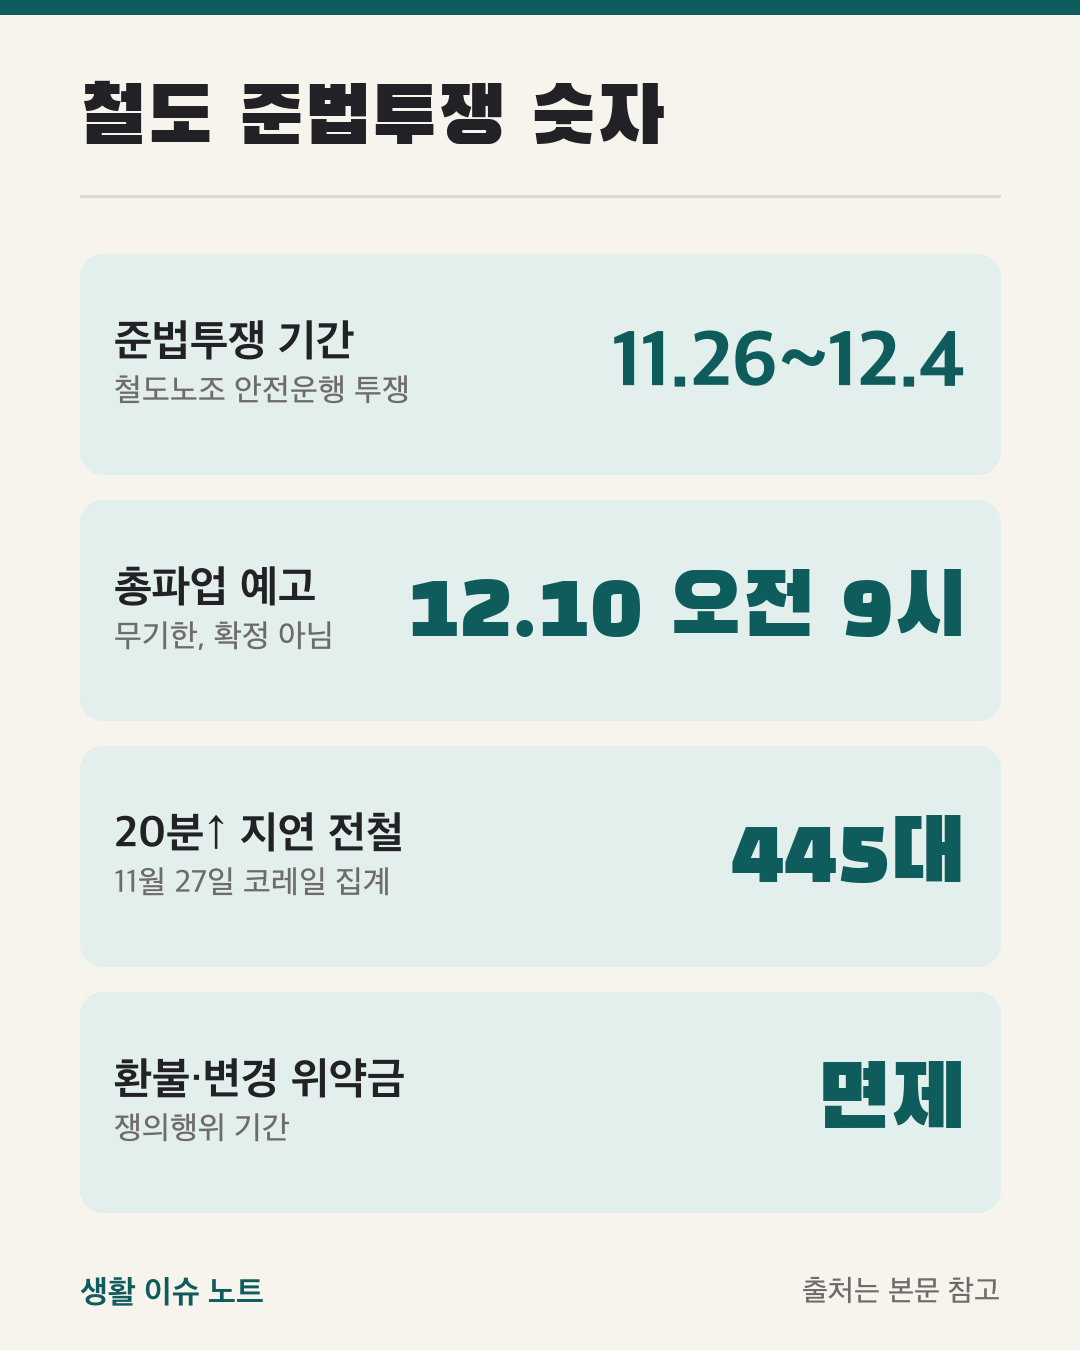 철도 준법투쟁 숫자
준법투쟁 기간
철도노조 안전운행 투쟁
11.26~12.4
총파업 예고
무기한, 확정 아님
12.10 오전 9시
20분↑ 지연 전철
11월 27일 코레일 집계
445대
환불·변경 위약금
쟁의행위 기간
면제
생활 이슈 노트
출처는 본문 참고